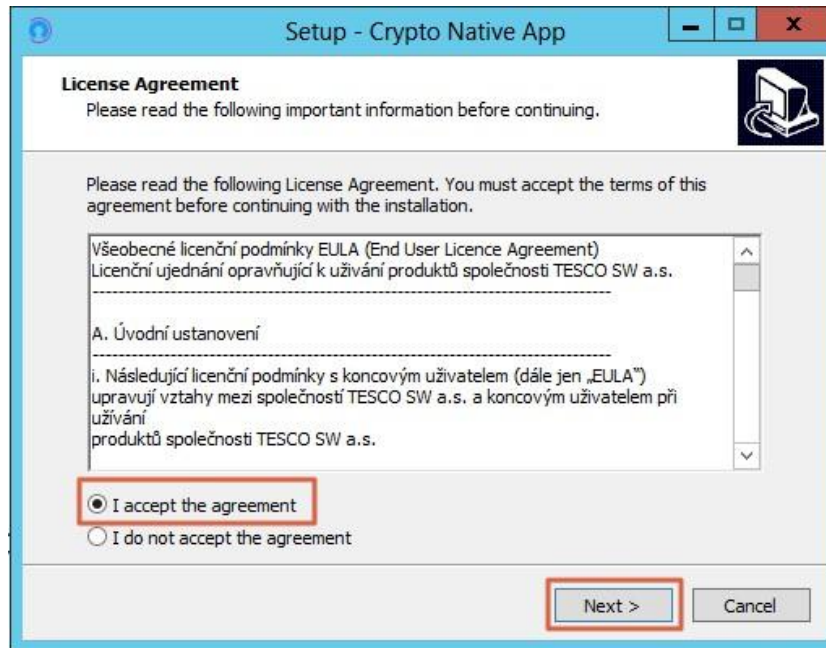 Setup - Crypto Native App
License Agreement
Please read the following important information before continuing.
Please read the following License Agreement. You must accept the terms of this
agreement before continuing with the installation.
Všeobecné licenční podmínky EULA (End User Licence Agreement)
Licenční ujednání opravňující k užívání produktů společnosti TESCO SW a.s.
--------------------------------------------------------------------------------
A. Úvodní ustanovení
--------------------------------------------------------------------------------
i. Následující licenční podmínky s koncovým uživatelem (dále jen „EULA")
upravují vztahy mezi společností TESCO SW a.s. a koncovým uživatelem při
užívání
produktů společnosti TESCO SW a.s.
I accept the agreement
I do not accept the agreement
Next >
Cancel